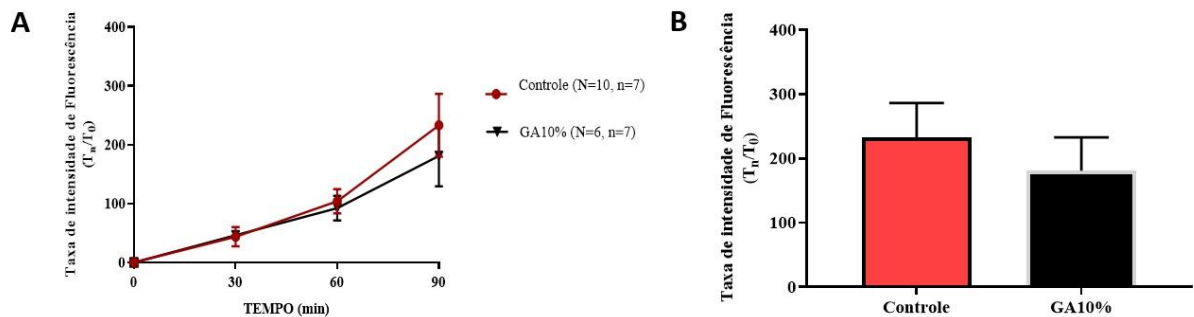 A
Taxa de intensidade de Fluorescência
(Tn/T0)
400
300
200
100
0
0 30 60 90
TEMPO (min)
Controle (N=10, n=7)
GA10% (N=6, n=7)
B
Taxa de intensidade de Fluorescência
(Tn/T0)
400
300
200
100
0
Controle GA10%